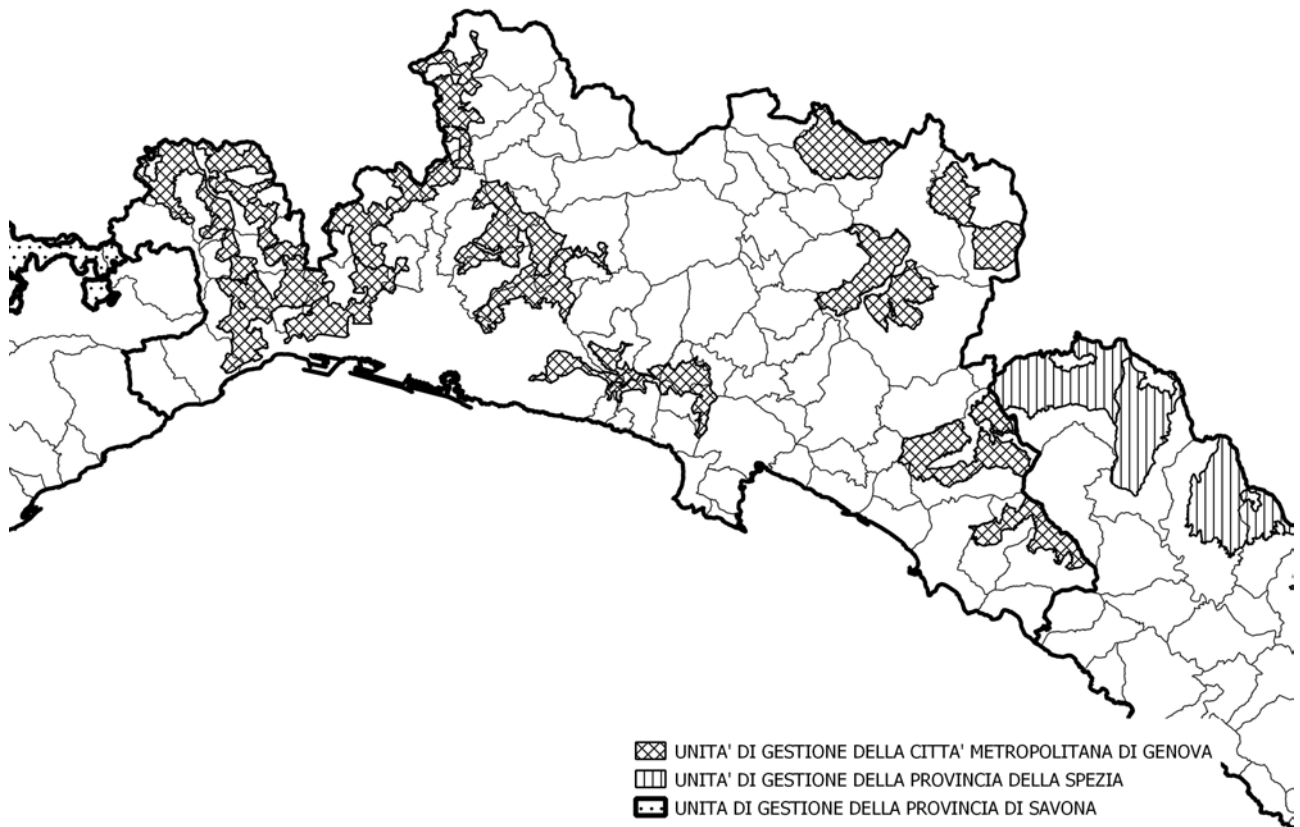 UNITA' DI GESTIONE DELLA CITTA' METROPOLITANA DI GENOVA
UNITA' DI GESTIONE DELLA PROVINCIA DELLA SPEZIA
UNITA DI GESTIONE DELLA PROVINCIA DI SAVONA